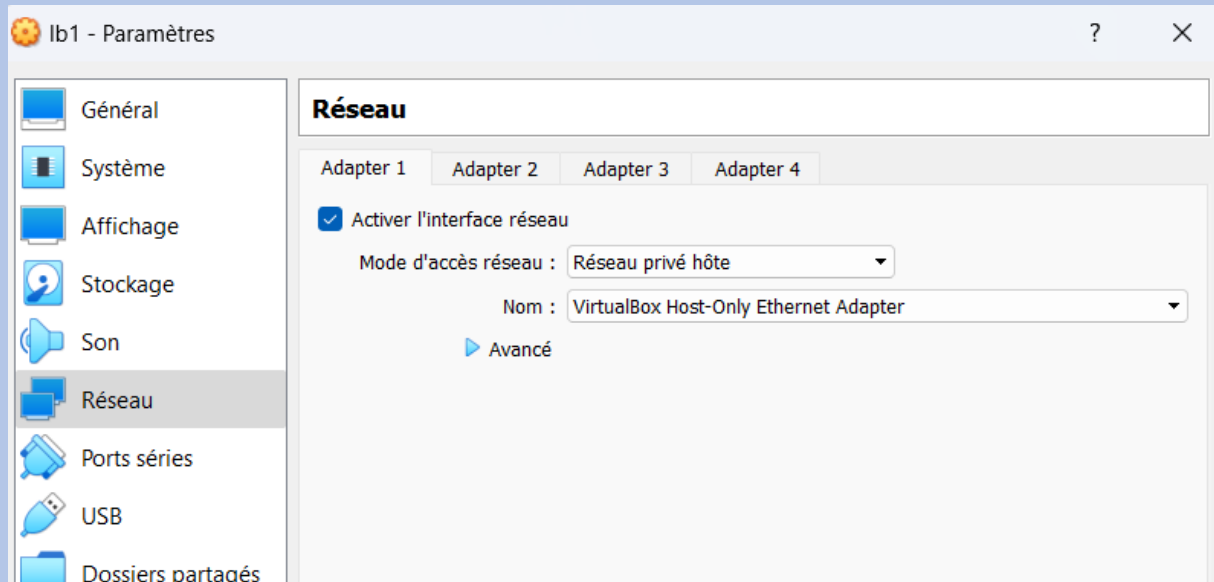 lb1 - Paramètres
?
Général
Système
Affichage
Stockage
Son
Réseau
Ports séries
USB
Dossiers partagés
Réseau
Adapter 1
Adapter 2
Adapter 3
Adapter 4
Activer l'interface réseau
Mode d'accès réseau :
Réseau privé hôte
Nom :
VirtualBox Host-Only Ethernet Adapter
Avancé